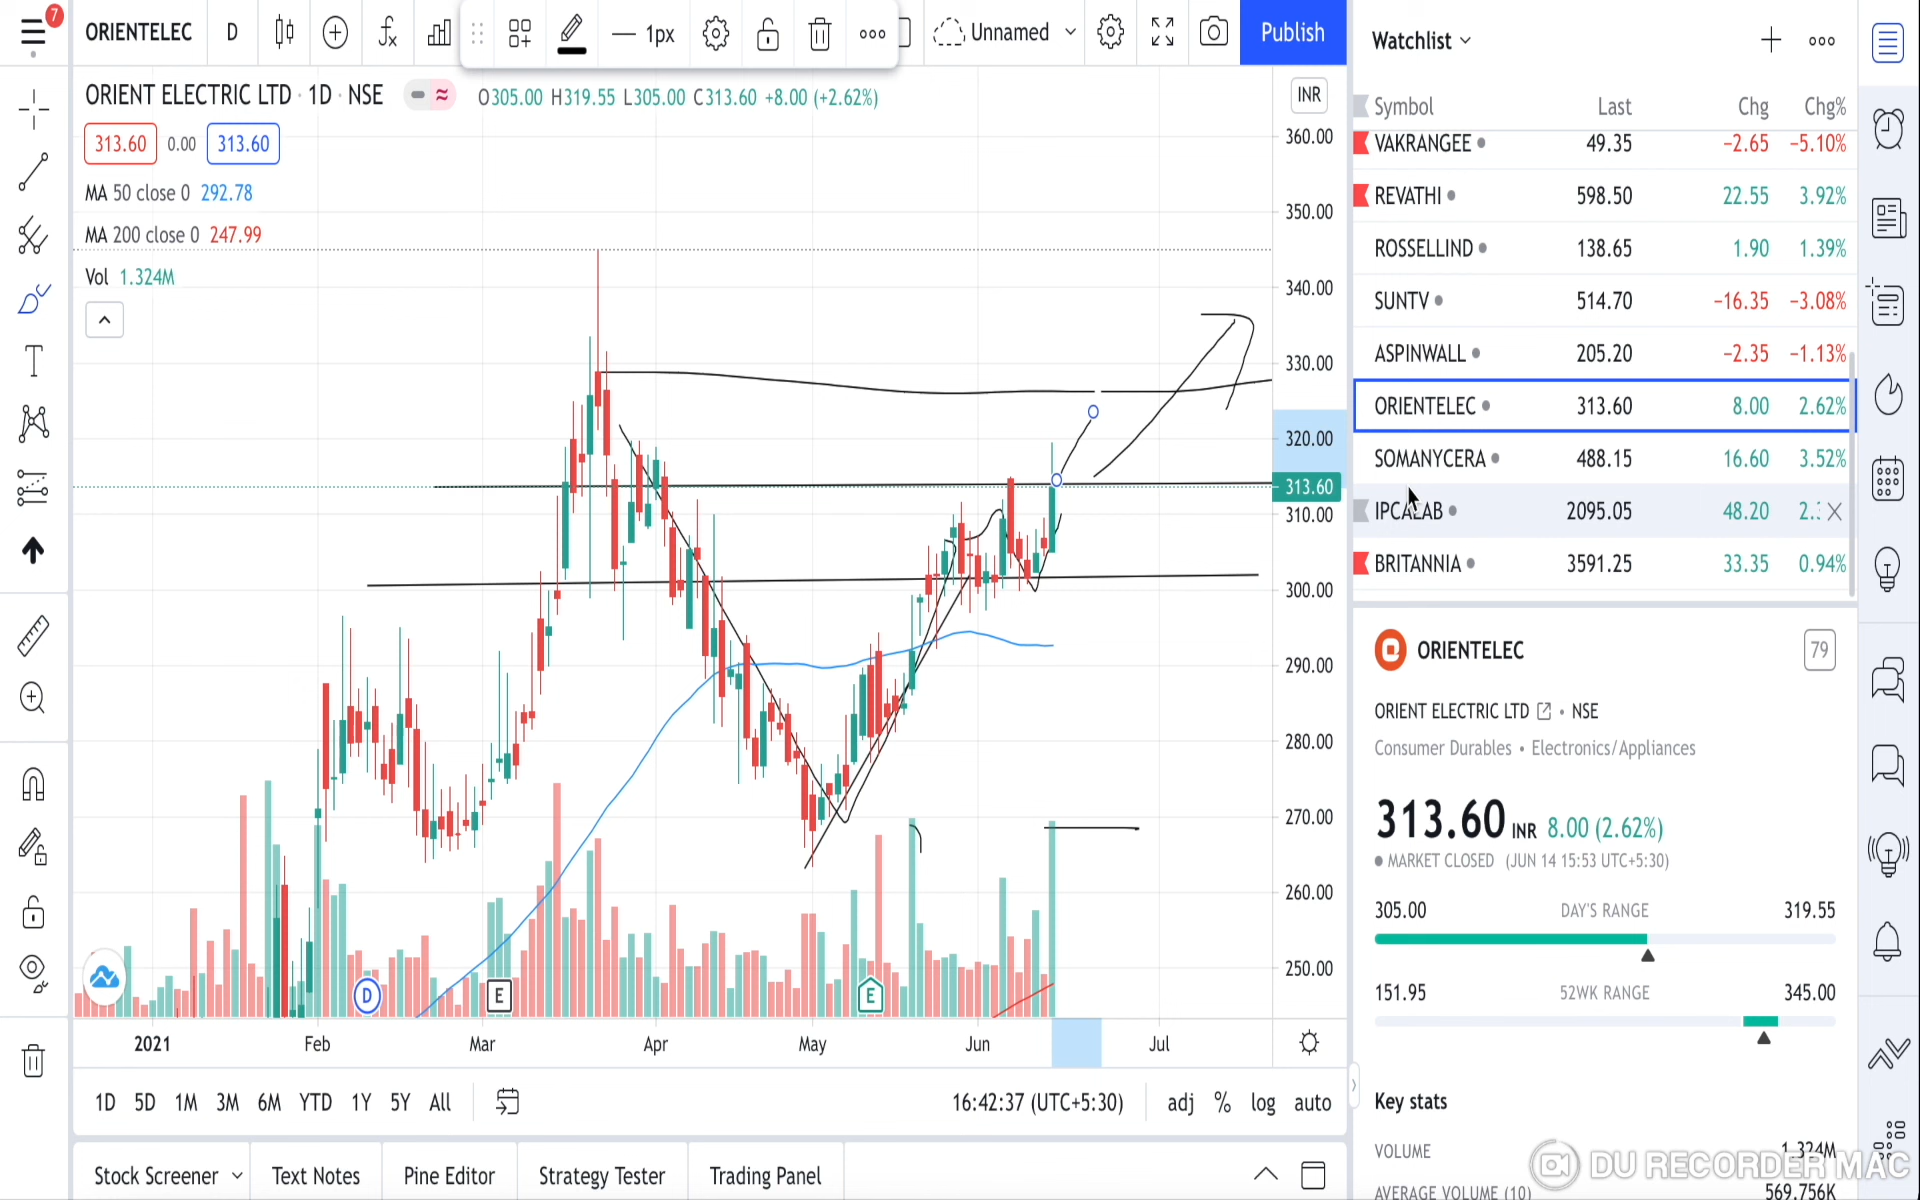 7
ORIENTELEC
D
1px
Unnamed
Publish
ORIENT ELECTRIC LTD · 1D · NSE
O305.00 H319.55 L305.00 C313.60 +8.00 (+2.62%)
INR
313.60 0.00 313.60
MA 50 close 0 292.78
MA 200 close 0 247.99
Vol 1.324M
360.00
350.00
340.00
330.00
320.00
313.60
310.00
300.00
290.00
280.00
270.00
260.00
250.00
D
E
E
2021 Feb Mar Apr May Jun Jul
1D 5D 1M 3M 6M YTD 1Y 5Y All
16:42:37 (UTC+5:30) adj % log auto
Stock Screener Text Notes Pine Editor Strategy Tester Trading Panel
Watchlist
Symbol Last Chg Chg%
VAKRANGEE 49.35 −2.65 −5.10%
REVATHI 598.50 22.55 3.92%
ROSSELLIND 138.65 1.90 1.39%
SUNTV 514.70 −16.35 −3.08%
ASPINWALL 205.20 −2.35 −1.13%
ORIENTELEC 313.60 8.00 2.62%
SOMANYCERA 488.15 16.60 3.52%
IPCALAB 2095.05 48.20
BRITANNIA 3591.25 33.35 0.94%
ORIENTELEC 79
ORIENT ELECTRIC LTD • NSE
Consumer Durables • Electronics/Appliances
313.60 INR 8.00 (2.62%)
MARKET CLOSED (JUN 14 15:53 UTC+5:30)
305.00 DAY'S RANGE 319.55
151.95 52WK RANGE 345.00
Key stats
VOLUME 1.324M
AVERAGE VOLUME (10) 569.756K
DU RECORDER MAC